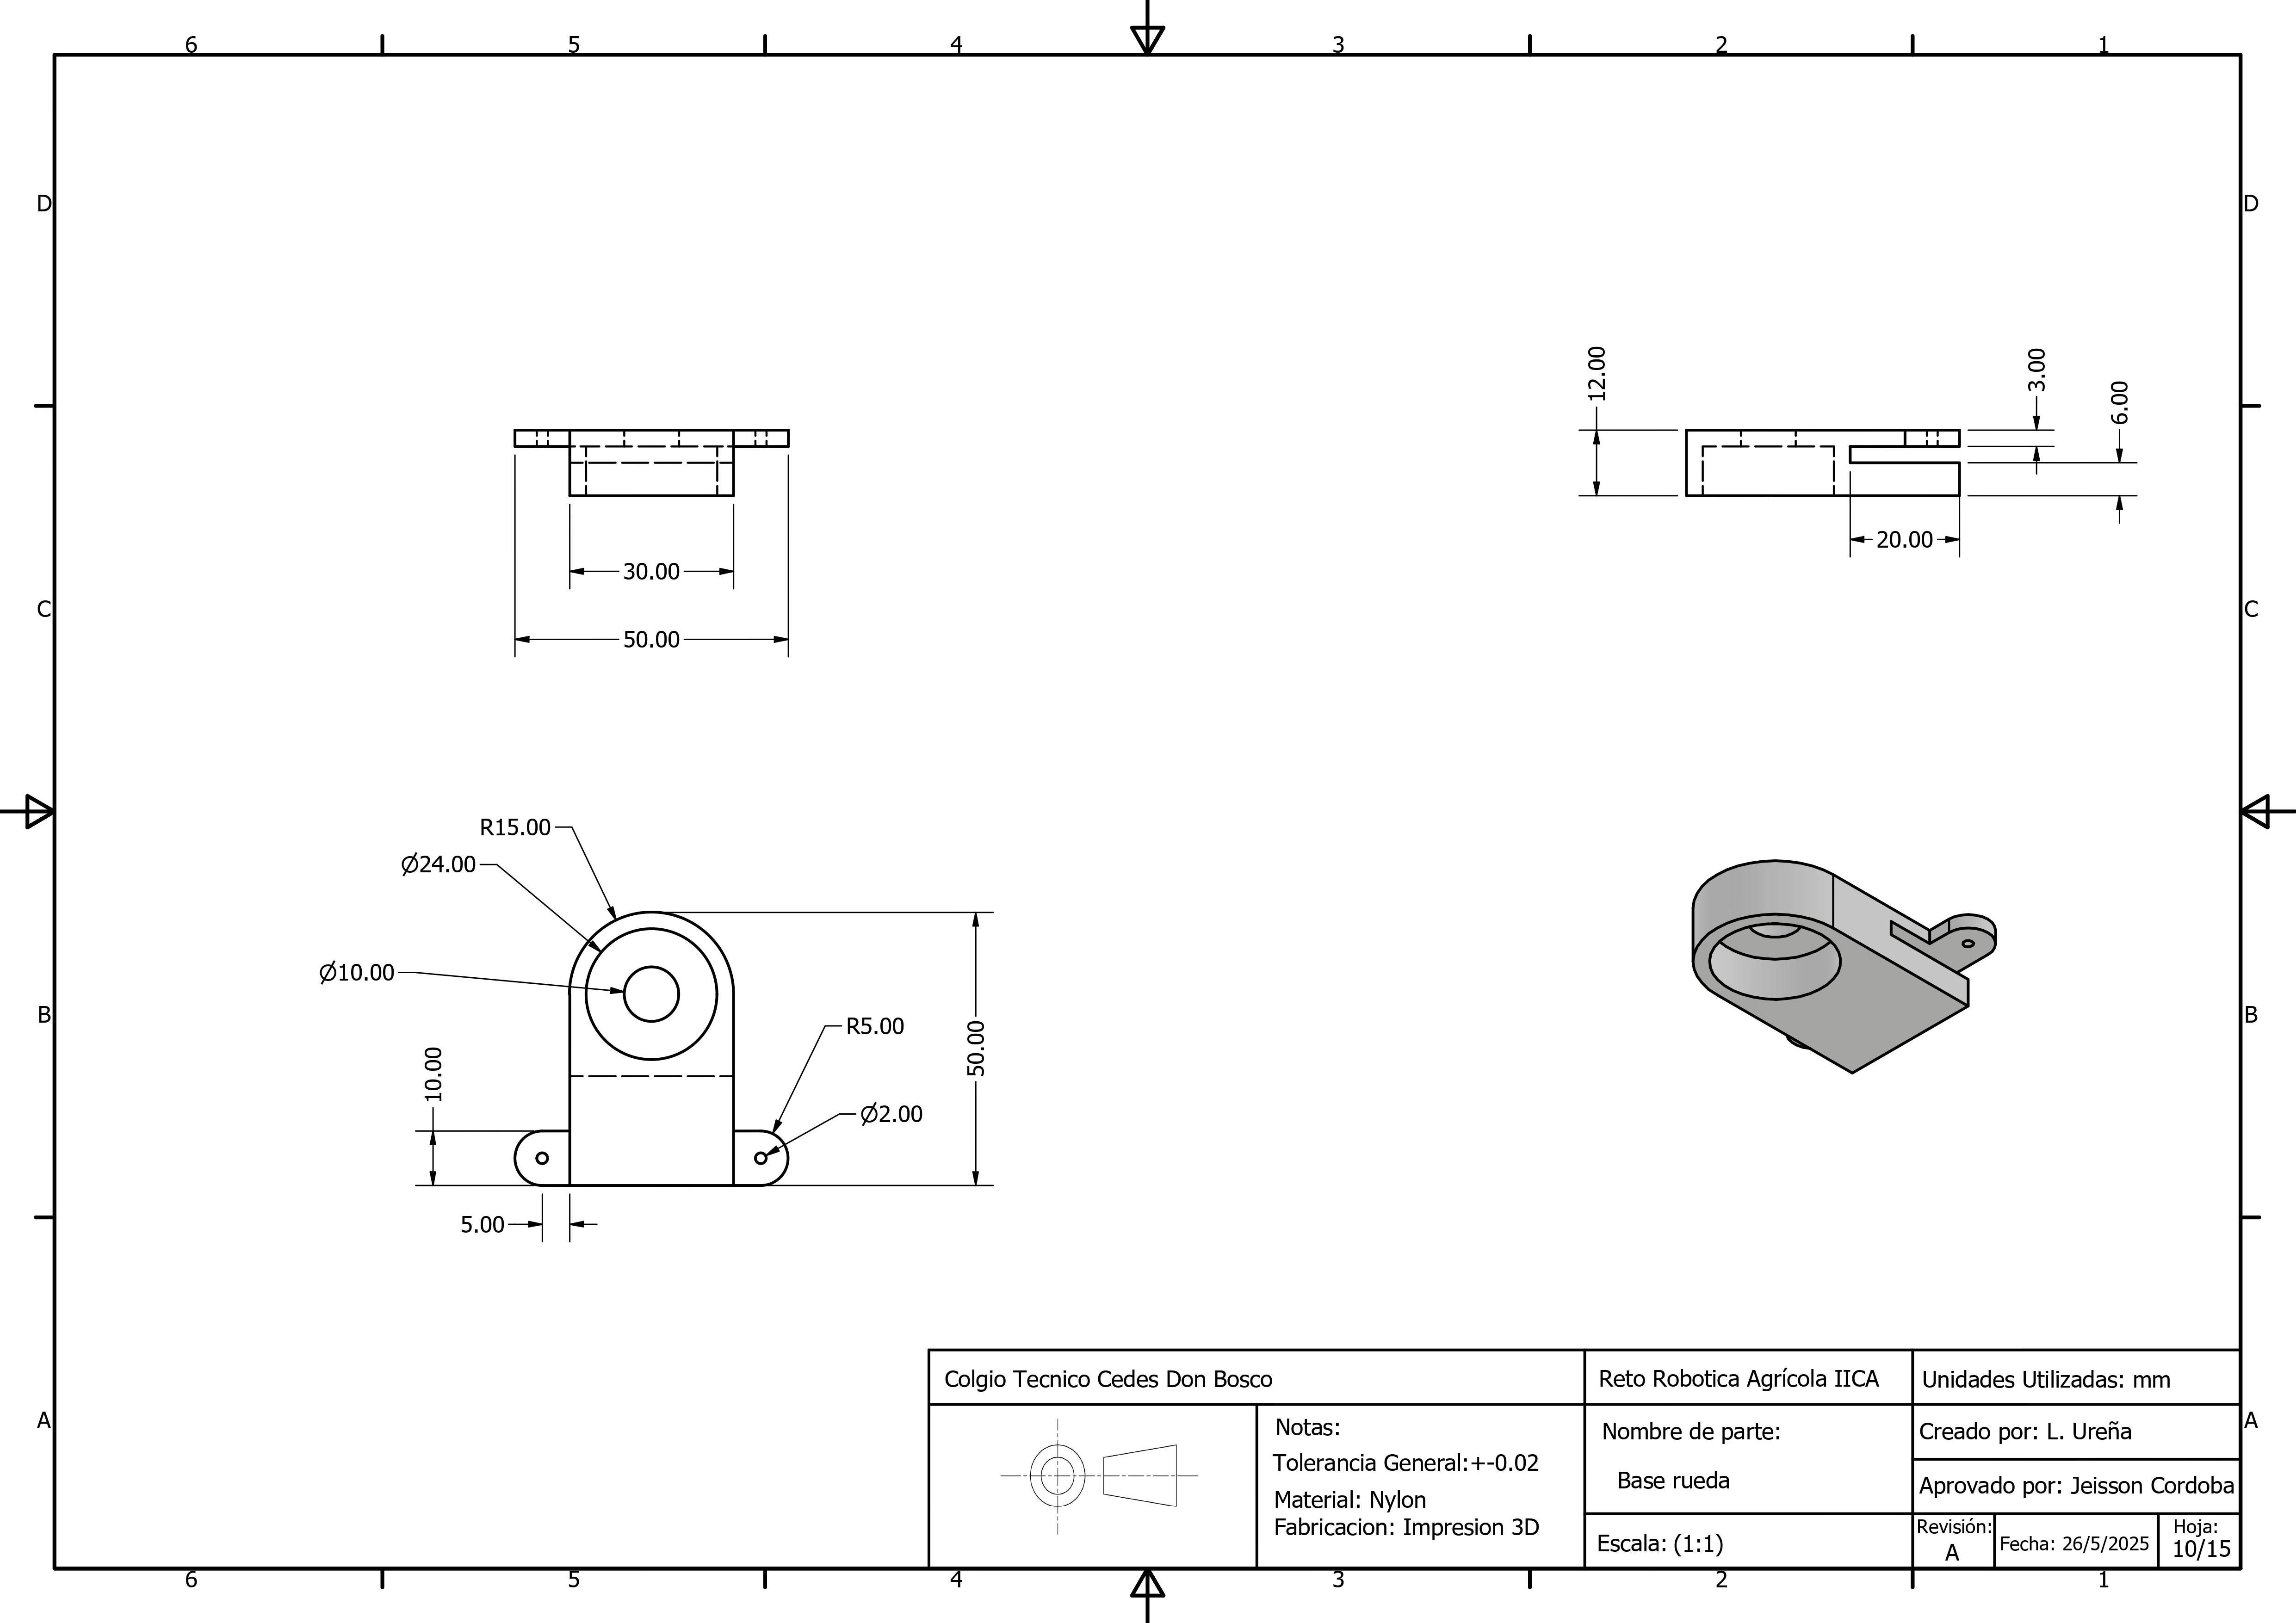 6 5 4 3 2 1
D D
12.00 3.00 6.00
20.00
30.00
50.00
C C
R15.00
Ø24.00
Ø10.00
R5.00
Ø2.00
10.00
50.00
5.00
B B
Colgio Tecnico Cedes Don Bosco
Reto Robotica Agrícola IICA
Unidades Utilizadas: mm
Notas:
Tolerancia General:+-0.02
Material: Nylon
Fabricacion: Impresion 3D
Nombre de parte:
Base rueda
Escala: (1:1)
Creado por: L. Ureña
Aprovado por: Jeisson Cordoba
Revisión:
A
Fecha: 26/5/2025
Hoja:
10/15
A A
6 5 4 3 2 1